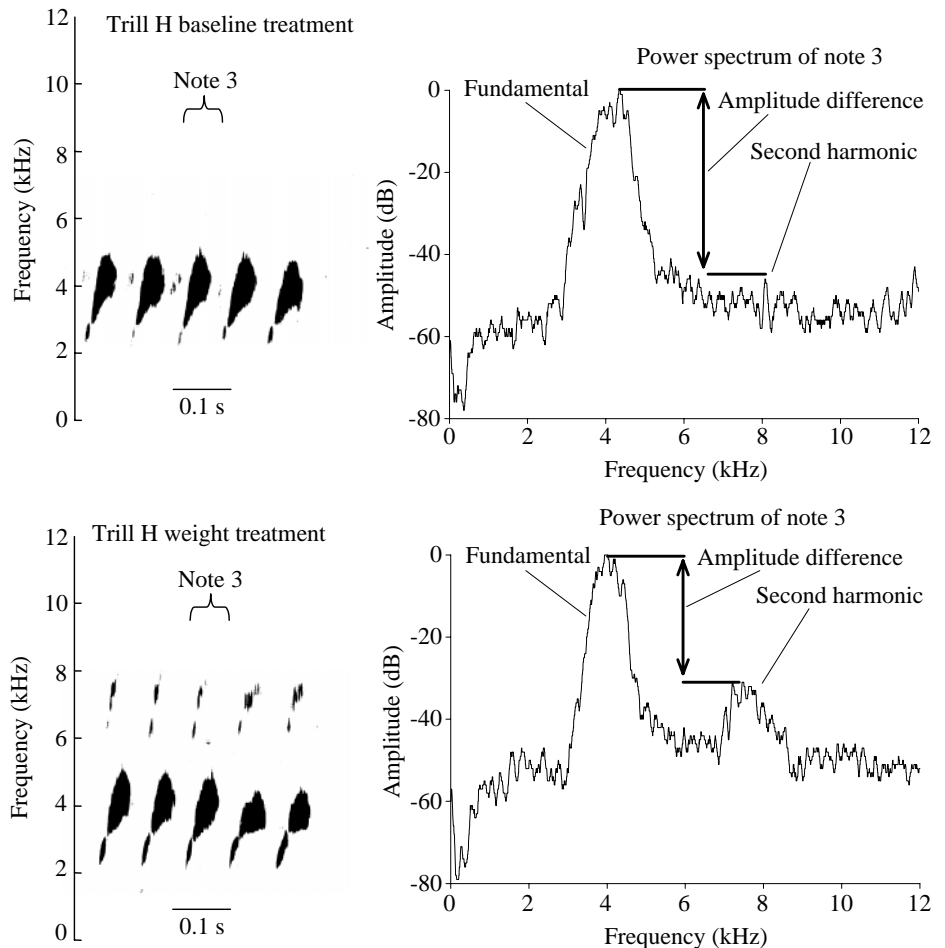 Trill H baseline treatment
Note 3
Frequency (kHz)
12
10
8
6
4
2
0
0.1 s
Power spectrum of note 3
Fundamental
Amplitude difference
Second harmonic
Amplitude (dB)
0
-20
-40
-60
-80
0 2 4 6 8 10 12
Frequency (kHz)
Trill H weight treatment
Note 3
Frequency (kHz)
12
10
8
6
4
2
0
0.1 s
Power spectrum of note 3
Fundamental
Amplitude difference
Second harmonic
Amplitude (dB)
0
-20
-40
-60
-80
0 2 4 6 8 10 12
Frequency (kHz)